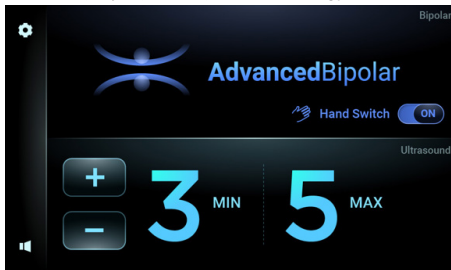 Bipolar
AdvancedBipolar
Hand Switch ON
Ultrasound
+ 3 MIN 5 MAX
-